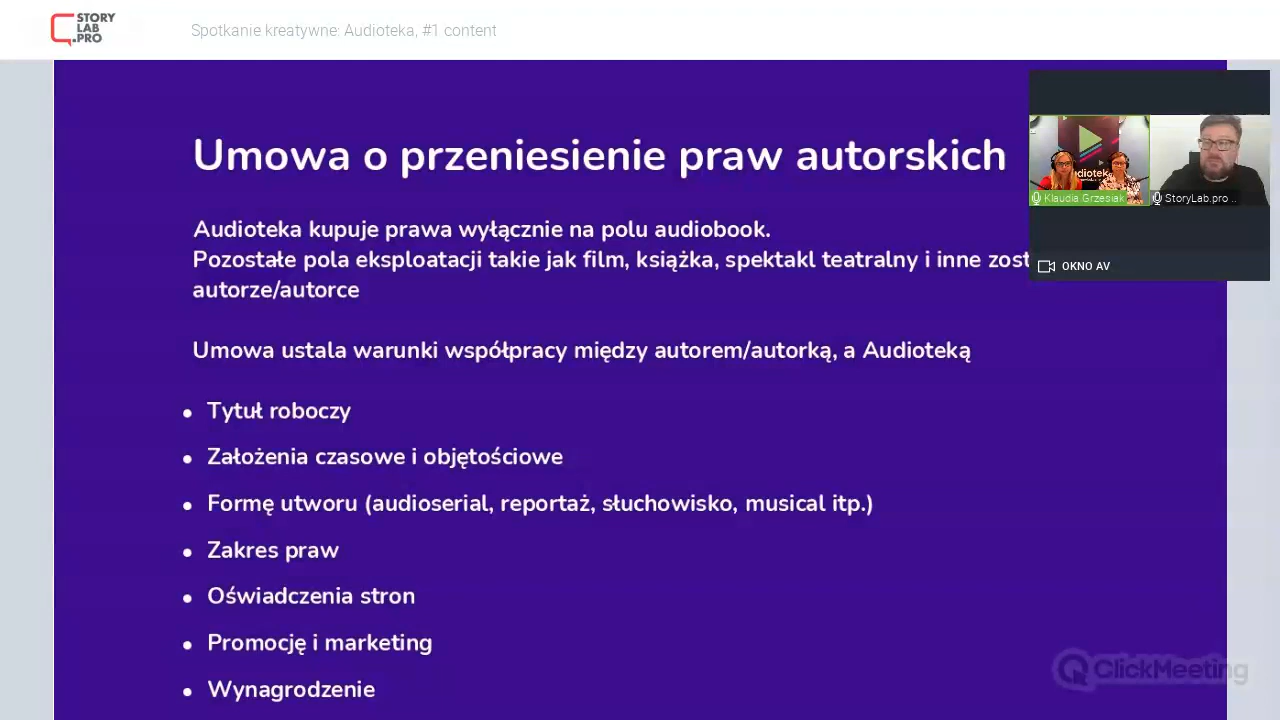 STORY
LAB
.PRO
Spotkanie kreatywne: Audioteka, #1 content
Umowa o przeniesienie praw autorskich
Audioteka kupuje prawa wyłącznie na polu audiobook.
Pozostałe pola eksploatacji takie jak film, książka, spektakl teatralny i inne zost
autorze/autorce
Umowa ustala warunki współpracy między autorem/autorką, a Audioteką
• Tytuł roboczy
• Założenia czasowe i objętościowe
• Formę utworu (audioserial, reportaż, słuchowisko, musical itp.)
• Zakres praw
• Oświadczenia stron
• Promocję i marketing
• Wynagrodzenie
Klaudia Grzesiak
StoryLab.pro ..
OKNO AV
ClickMeeting